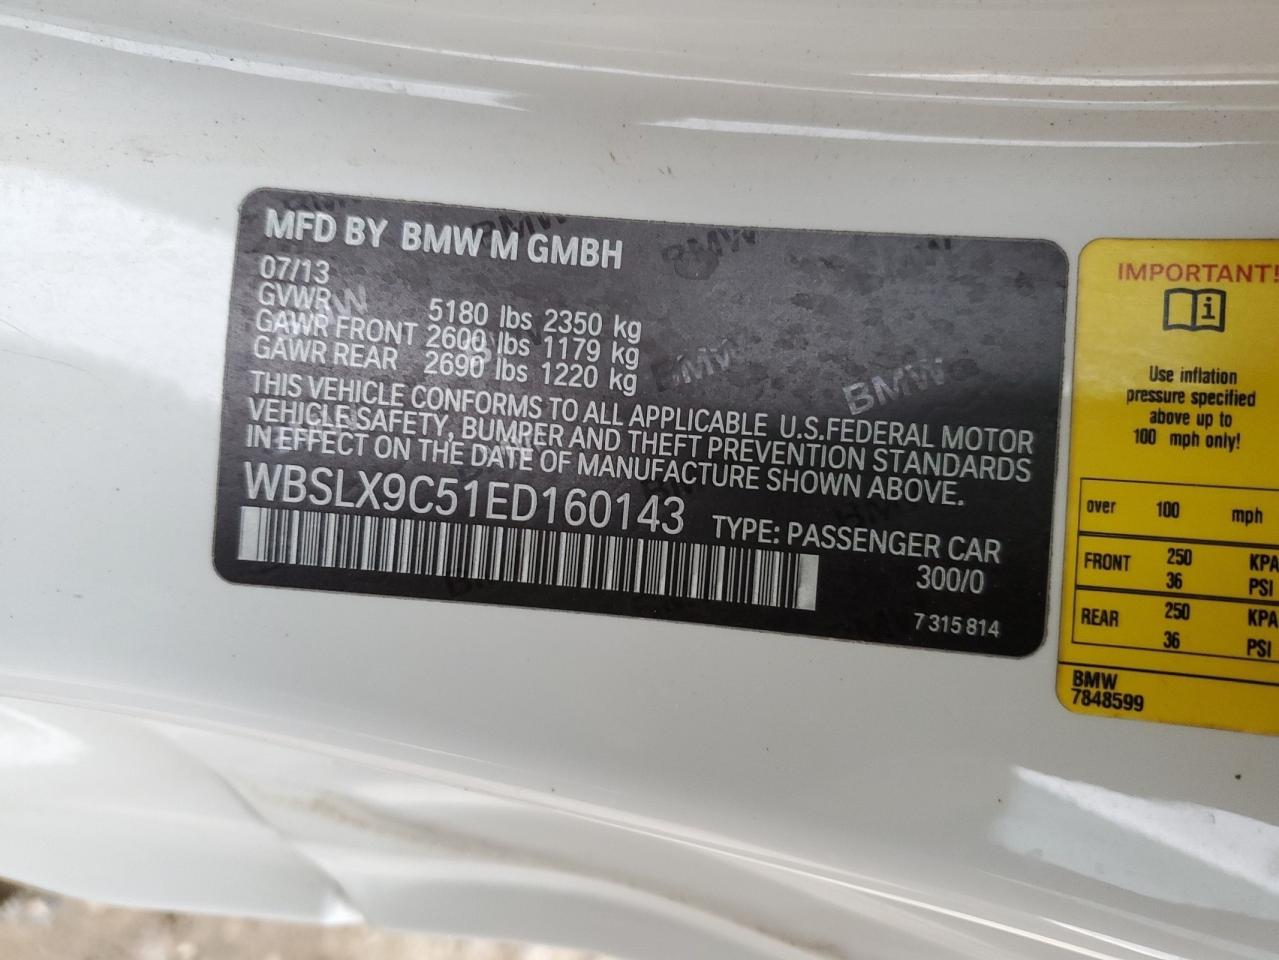 MFD BY BMW M GMBH
07/13
GVWR 5180 lbs 2350 kg
GAWR FRONT 2600 lbs 1179 kg
GAWR REAR 2690 lbs 1220 kg
THIS VEHICLE CONFORMS TO ALL APPLICABLE U.S.FEDERAL MOTOR
VEHICLE SAFETY, BUMPER AND THEFT PREVENTION STANDARDS
IN EFFECT ON THE DATE OF MANUFACTURE SHOWN ABOVE.
WBSLX9C51ED160143 TYPE: PASSENGER CAR
300/0
7 315 814
IMPORTANT!
Use inflation
pressure specified
above up to
100 mph only!
over 100 mph
FRONT 250 KPA
36 PSI
REAR 250 KPA
36 PSI
BMW
7848599